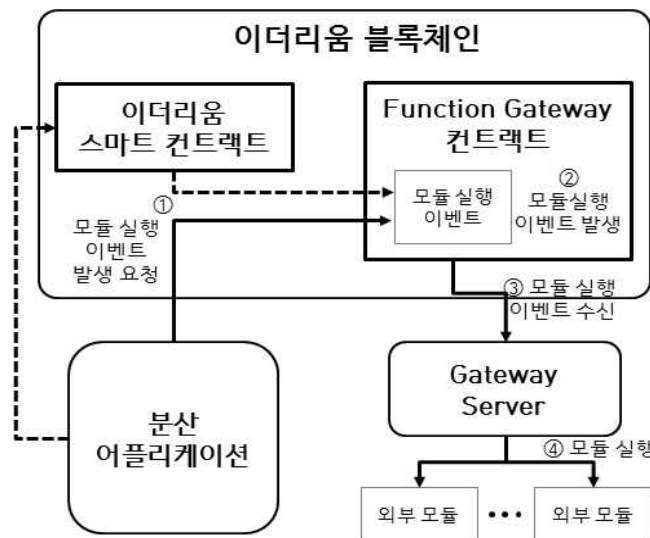 이더리움 블록체인
이더리움
스마트 컨트랙트
Function Gateway
컨트랙트
①
모듈 실행
이벤트
발생 요청
모듈 실행
이벤트
②
모듈실행
이벤트 발생
③ 모듈 실행
이벤트 수신
분산
어플리케이션
Gateway
Server
④ 모듈 실행
외부 모듈
•••
외부 모듈